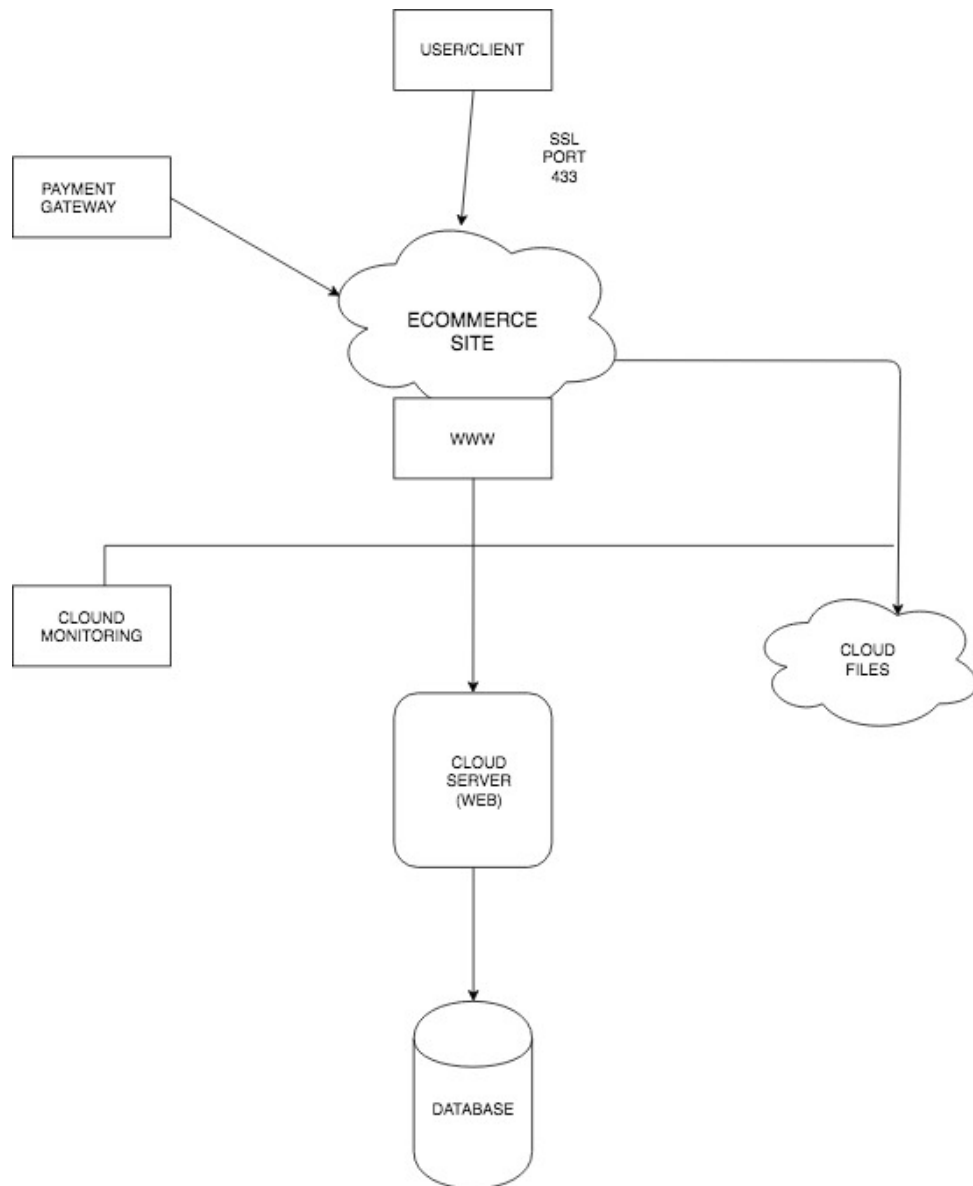 USER/CLIENT
SSL
PORT
433
PAYMENT
GATEWAY
ECOMMERCE
SITE
WWW
CLOUND
MONITORING
CLOUD
FILES
CLOUD
SERVER
(WEB)
DATABASE